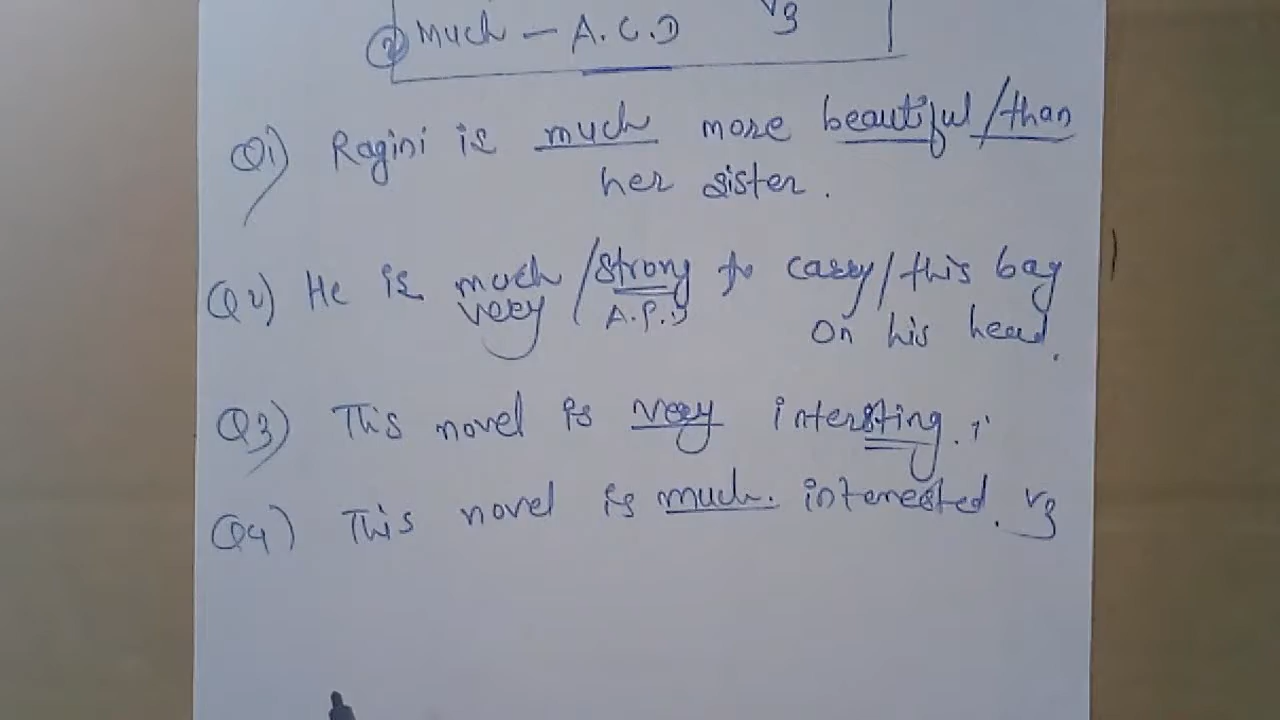 ② Much — A.C.D V3
Q1) Ragini is much more beautiful/than
her sister.
Q2) He is much /strong to carry/this bag
very A.P.D
on his head.
Q3) This novel is very intersting.
Q4) This novel is much. interested. V3